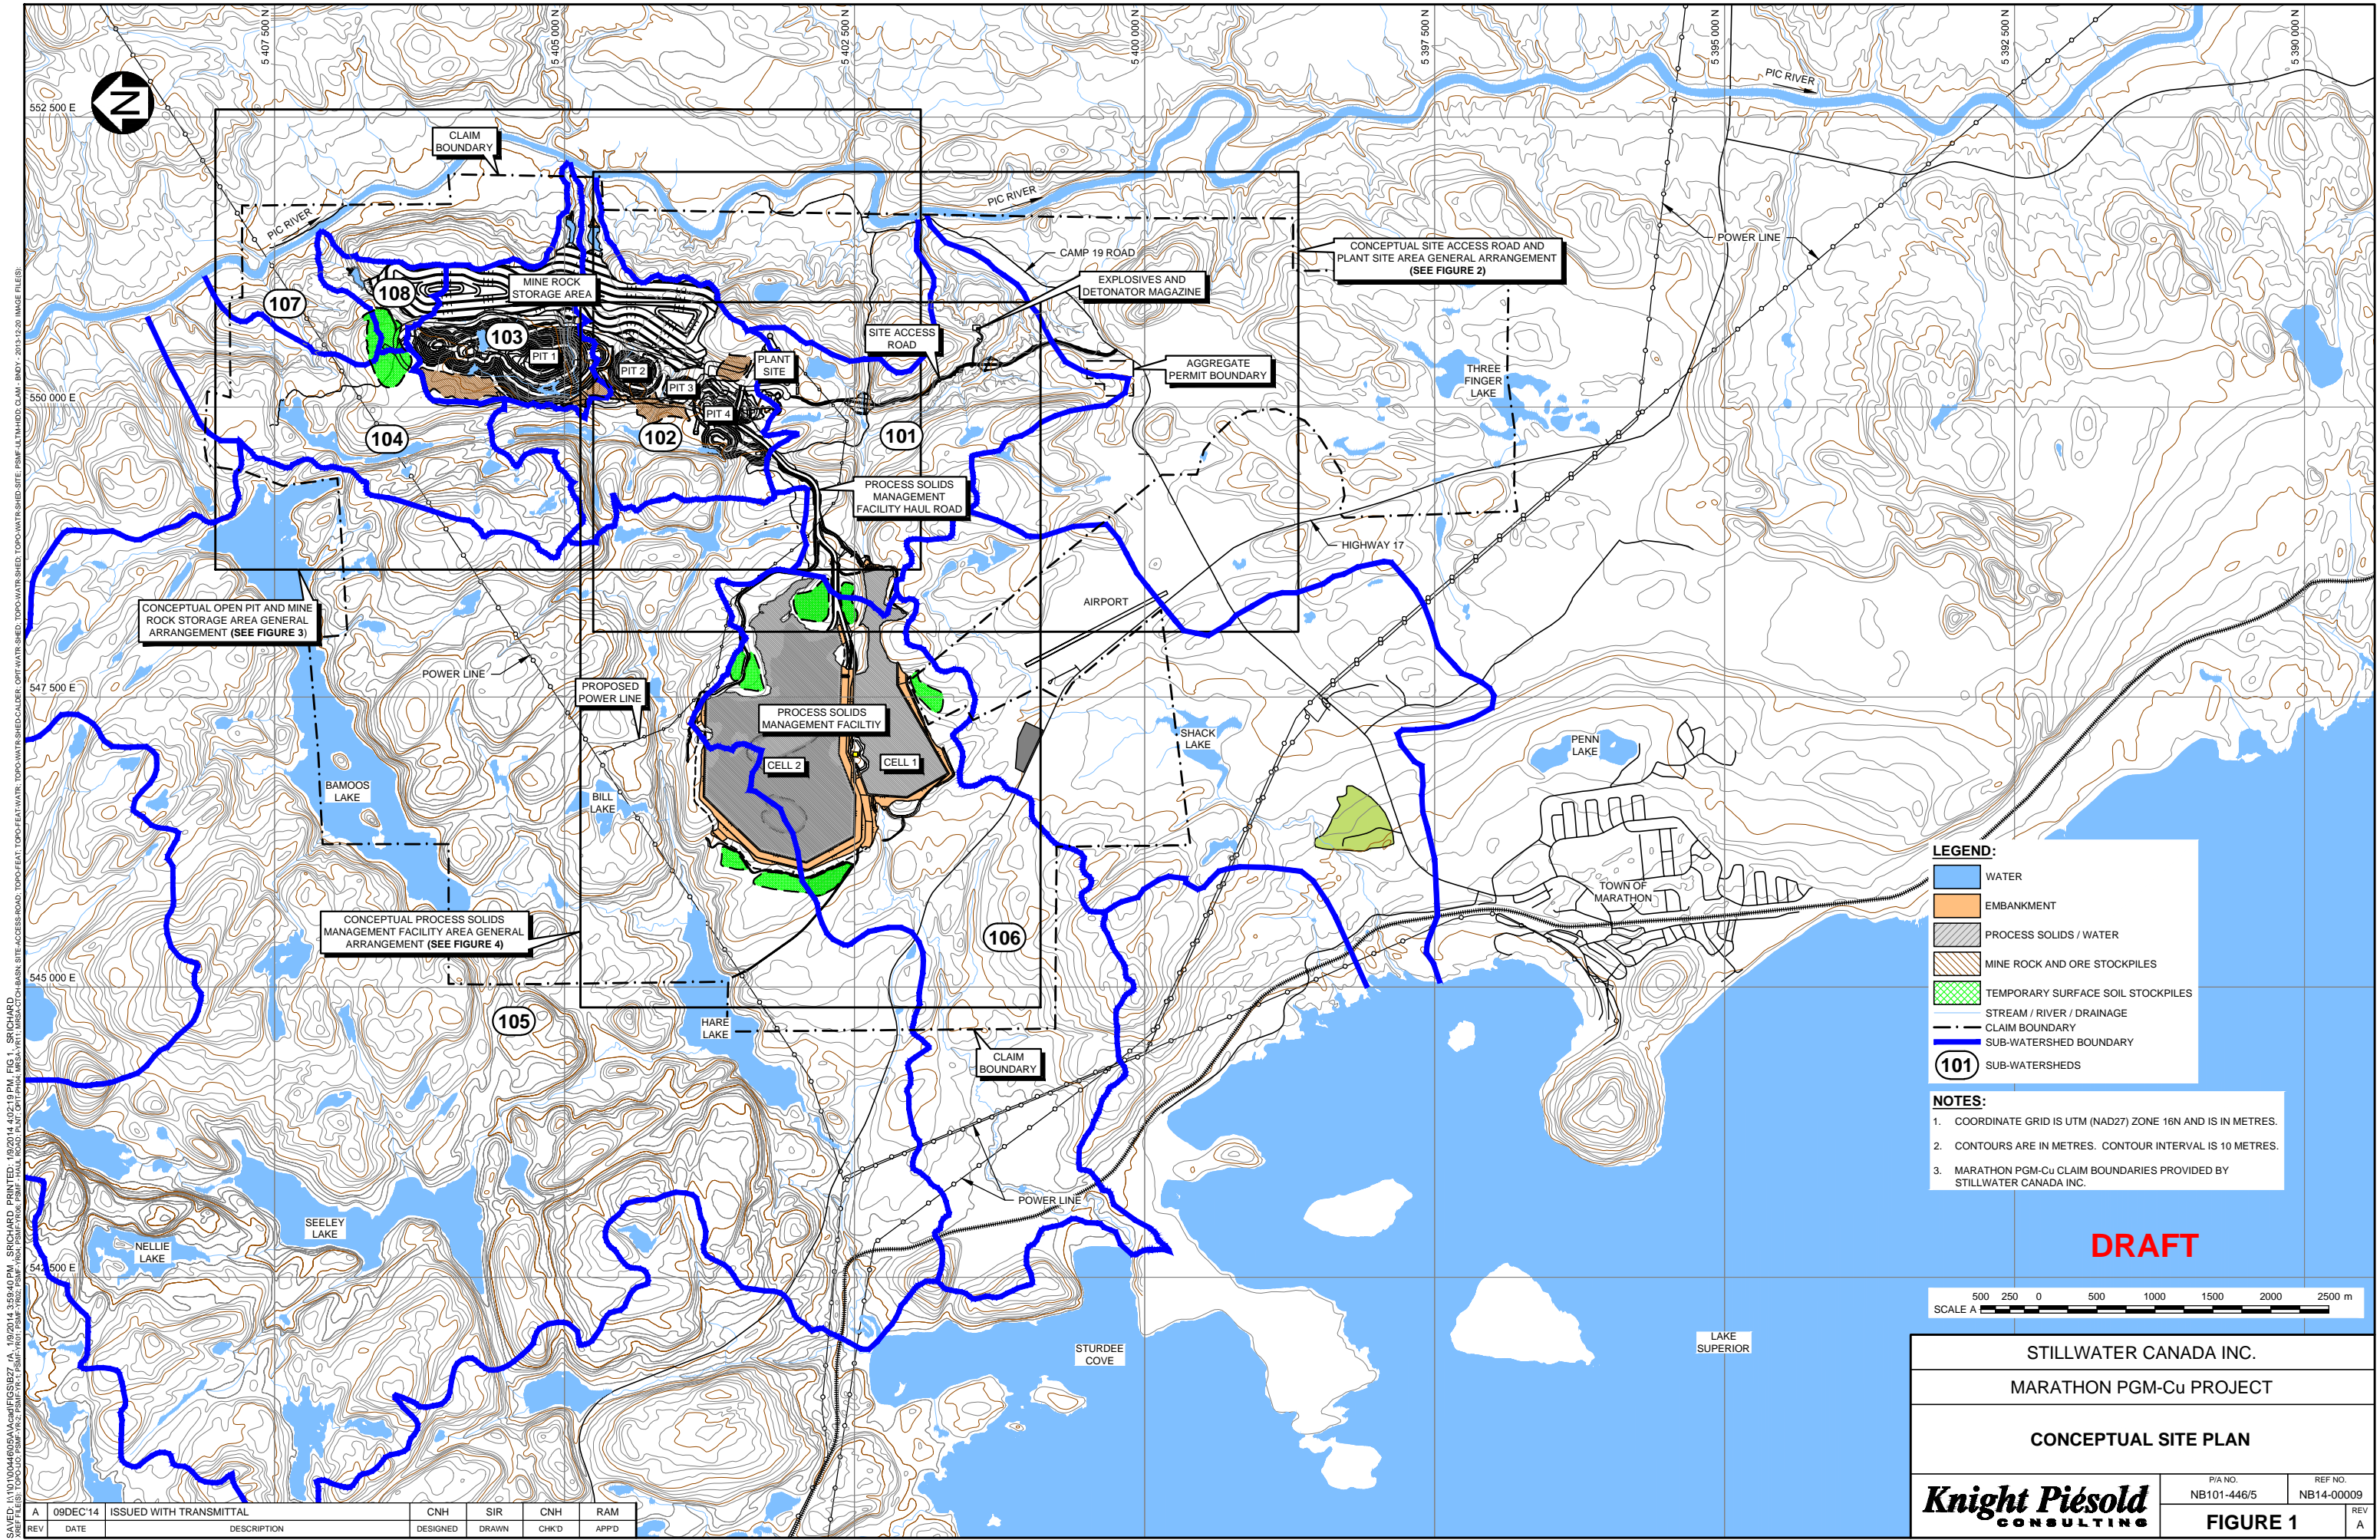 5 407 500 N
5 405 000 N
5 402 500 N
5 400 000 N
5 397 500 N
5 395 000 N
5 392 500 N
5 390 000 N
552 500 E
550 000 E
547 500 E
545 000 E
542 500 E
N
PIC RIVER
CLAIM
BOUNDARY
PIC RIVER
PIC RIVER
CAMP 19 ROAD
POWER LINE
CONCEPTUAL SITE ACCESS ROAD AND
PLANT SITE AREA GENERAL ARRANGEMENT
(SEE FIGURE 2)
EXPLOSIVES AND
DETONATOR MAGAZINE
MINE ROCK
STORAGE AREA
107
108
103
PIT 1
PIT 2
PIT 3
PIT 4
PLANT
SITE
SITE ACCESS
ROAD
AGGREGATE
PERMIT BOUNDARY
THREE
FINGER
LAKE
104
102
101
PROCESS SOLIDS
MANAGEMENT
FACILITY HAUL ROAD
HIGHWAY 17
AIRPORT
CONCEPTUAL OPEN PIT AND MINE
ROCK STORAGE AREA GENERAL
ARRANGEMENT (SEE FIGURE 3)
POWER LINE
PROPOSED
POWER LINE
PROCESS SOLIDS
MANAGEMENT FACILTIY
CELL 2
CELL 1
SHACK
LAKE
PENN
LAKE
BAMOOS
LAKE
BILL
LAKE
TOWN OF
MARATHON
CONCEPTUAL PROCESS SOLIDS
MANAGEMENT FACILITY AREA GENERAL
ARRANGEMENT (SEE FIGURE 4)
106
105
HARE
LAKE
CLAIM
BOUNDARY
POWER LINE
SEELEY
LAKE
NELLIE
LAKE
STURDEE
COVE
LAKE
SUPERIOR
LEGEND:
WATER
EMBANKMENT
PROCESS SOLIDS / WATER
MINE ROCK AND ORE STOCKPILES
TEMPORARY SURFACE SOIL STOCKPILES
STREAM / RIVER / DRAINAGE
CLAIM BOUNDARY
SUB-WATERSHED BOUNDARY
101 SUB-WATERSHEDS
NOTES:
1. COORDINATE GRID IS UTM (NAD27) ZONE 16N AND IS IN METRES.
2. CONTOURS ARE IN METRES. CONTOUR INTERVAL IS 10 METRES.
3. MARATHON PGM-Cu CLAIM BOUNDARIES PROVIDED BY
STILLWATER CANADA INC.
DRAFT
500 250 0 500 1000 1500 2000 2500 m
SCALE A
STILLWATER CANADA INC.
MARATHON PGM-Cu PROJECT
CONCEPTUAL SITE PLAN
Knight Piésold
CONSULTING
P/A NO.
NB101-446/5
REF NO.
NB14-00009
FIGURE 1
REV
A
A 09DEC'14 ISSUED WITH TRANSMITTAL CNH SIR CNH RAM
REV DATE DESCRIPTION DESIGNED DRAWN CHK'D APP'D